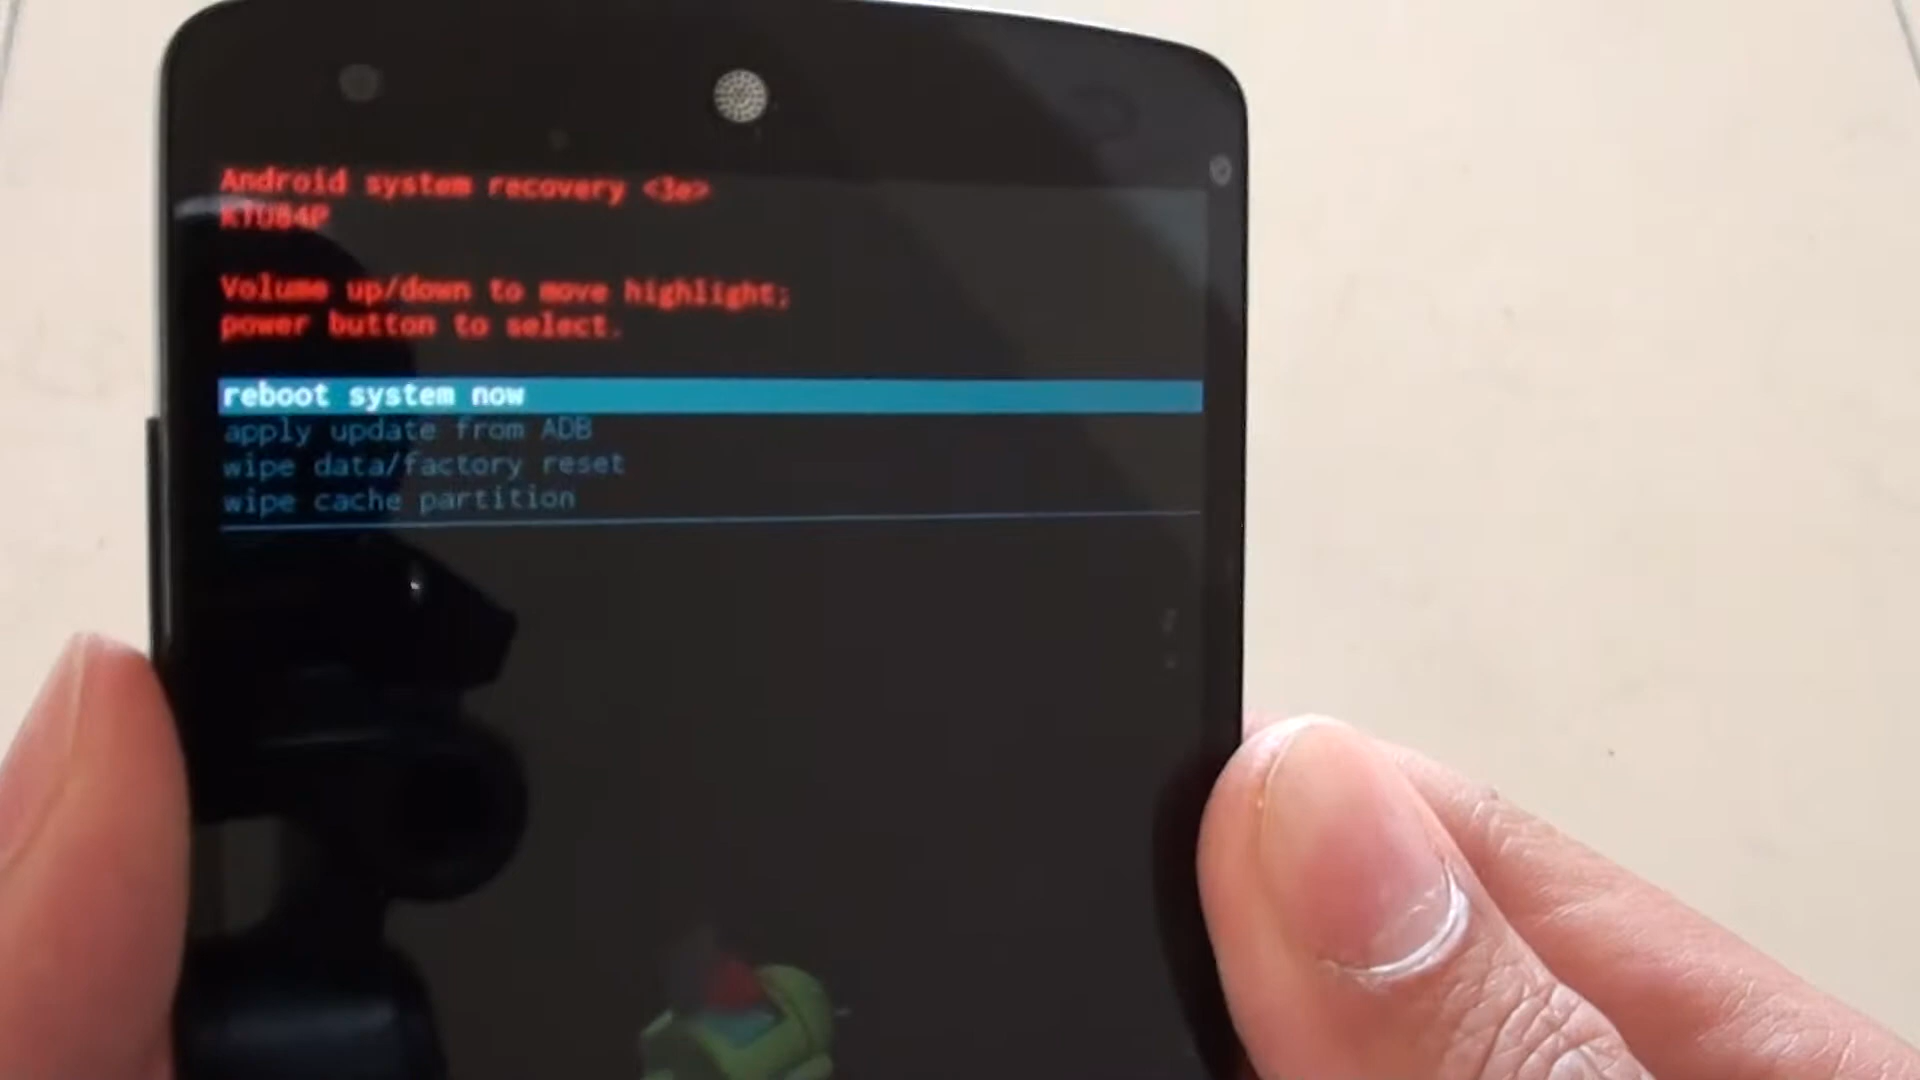 Android system recovery <3e>
KTU84P
Volume up/down to move highlight;
power button to select.
reboot system now
apply update from ADB
wipe data/factory reset
wipe cache partition